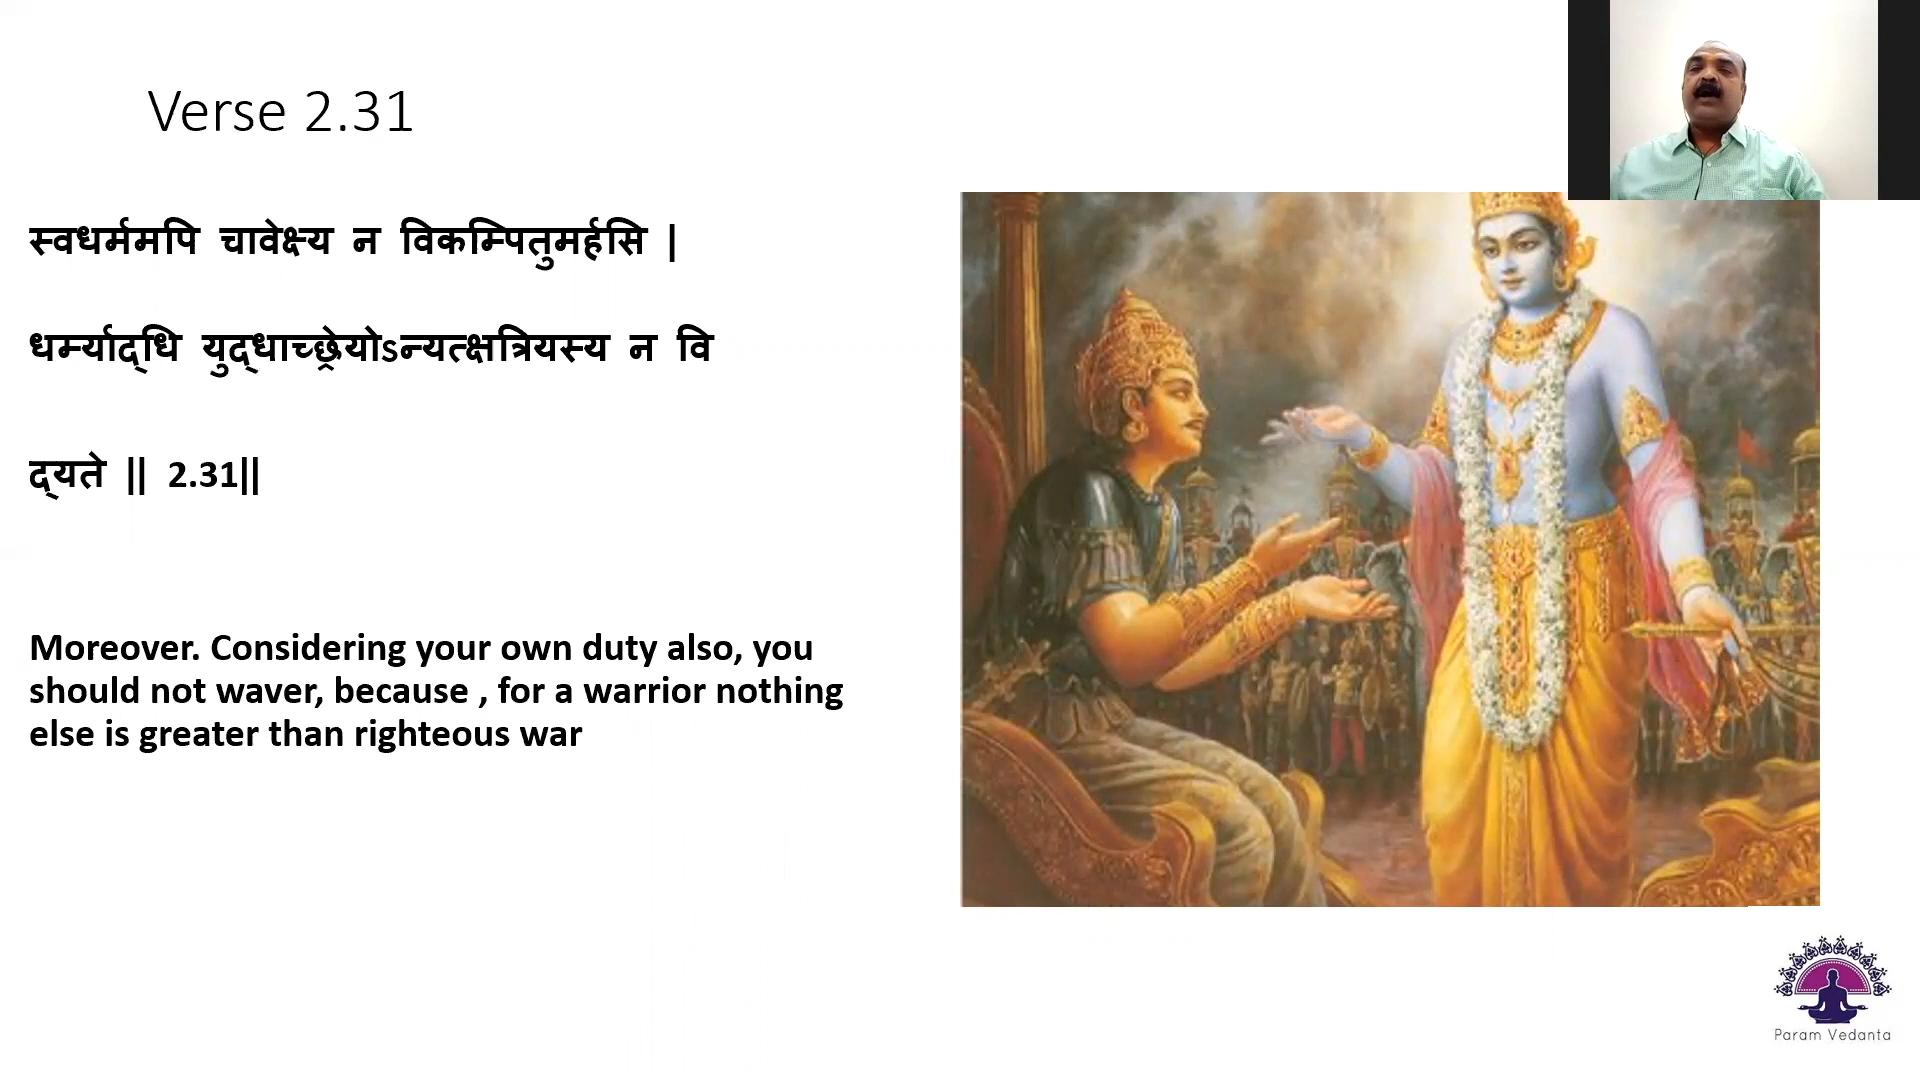 Verse 2.31
स्वधर्ममपि चावेक्ष्य न विकम्पितुमर्हसि |
धर्म्याद्धि युद्धाच्छ्रेयोऽन्यत्क्षत्रियस्य न वि
द्यते || 2.31||
Moreover. Considering your own duty also, you
should not waver, because , for a warrior nothing
else is greater than righteous war
Param Vedanta